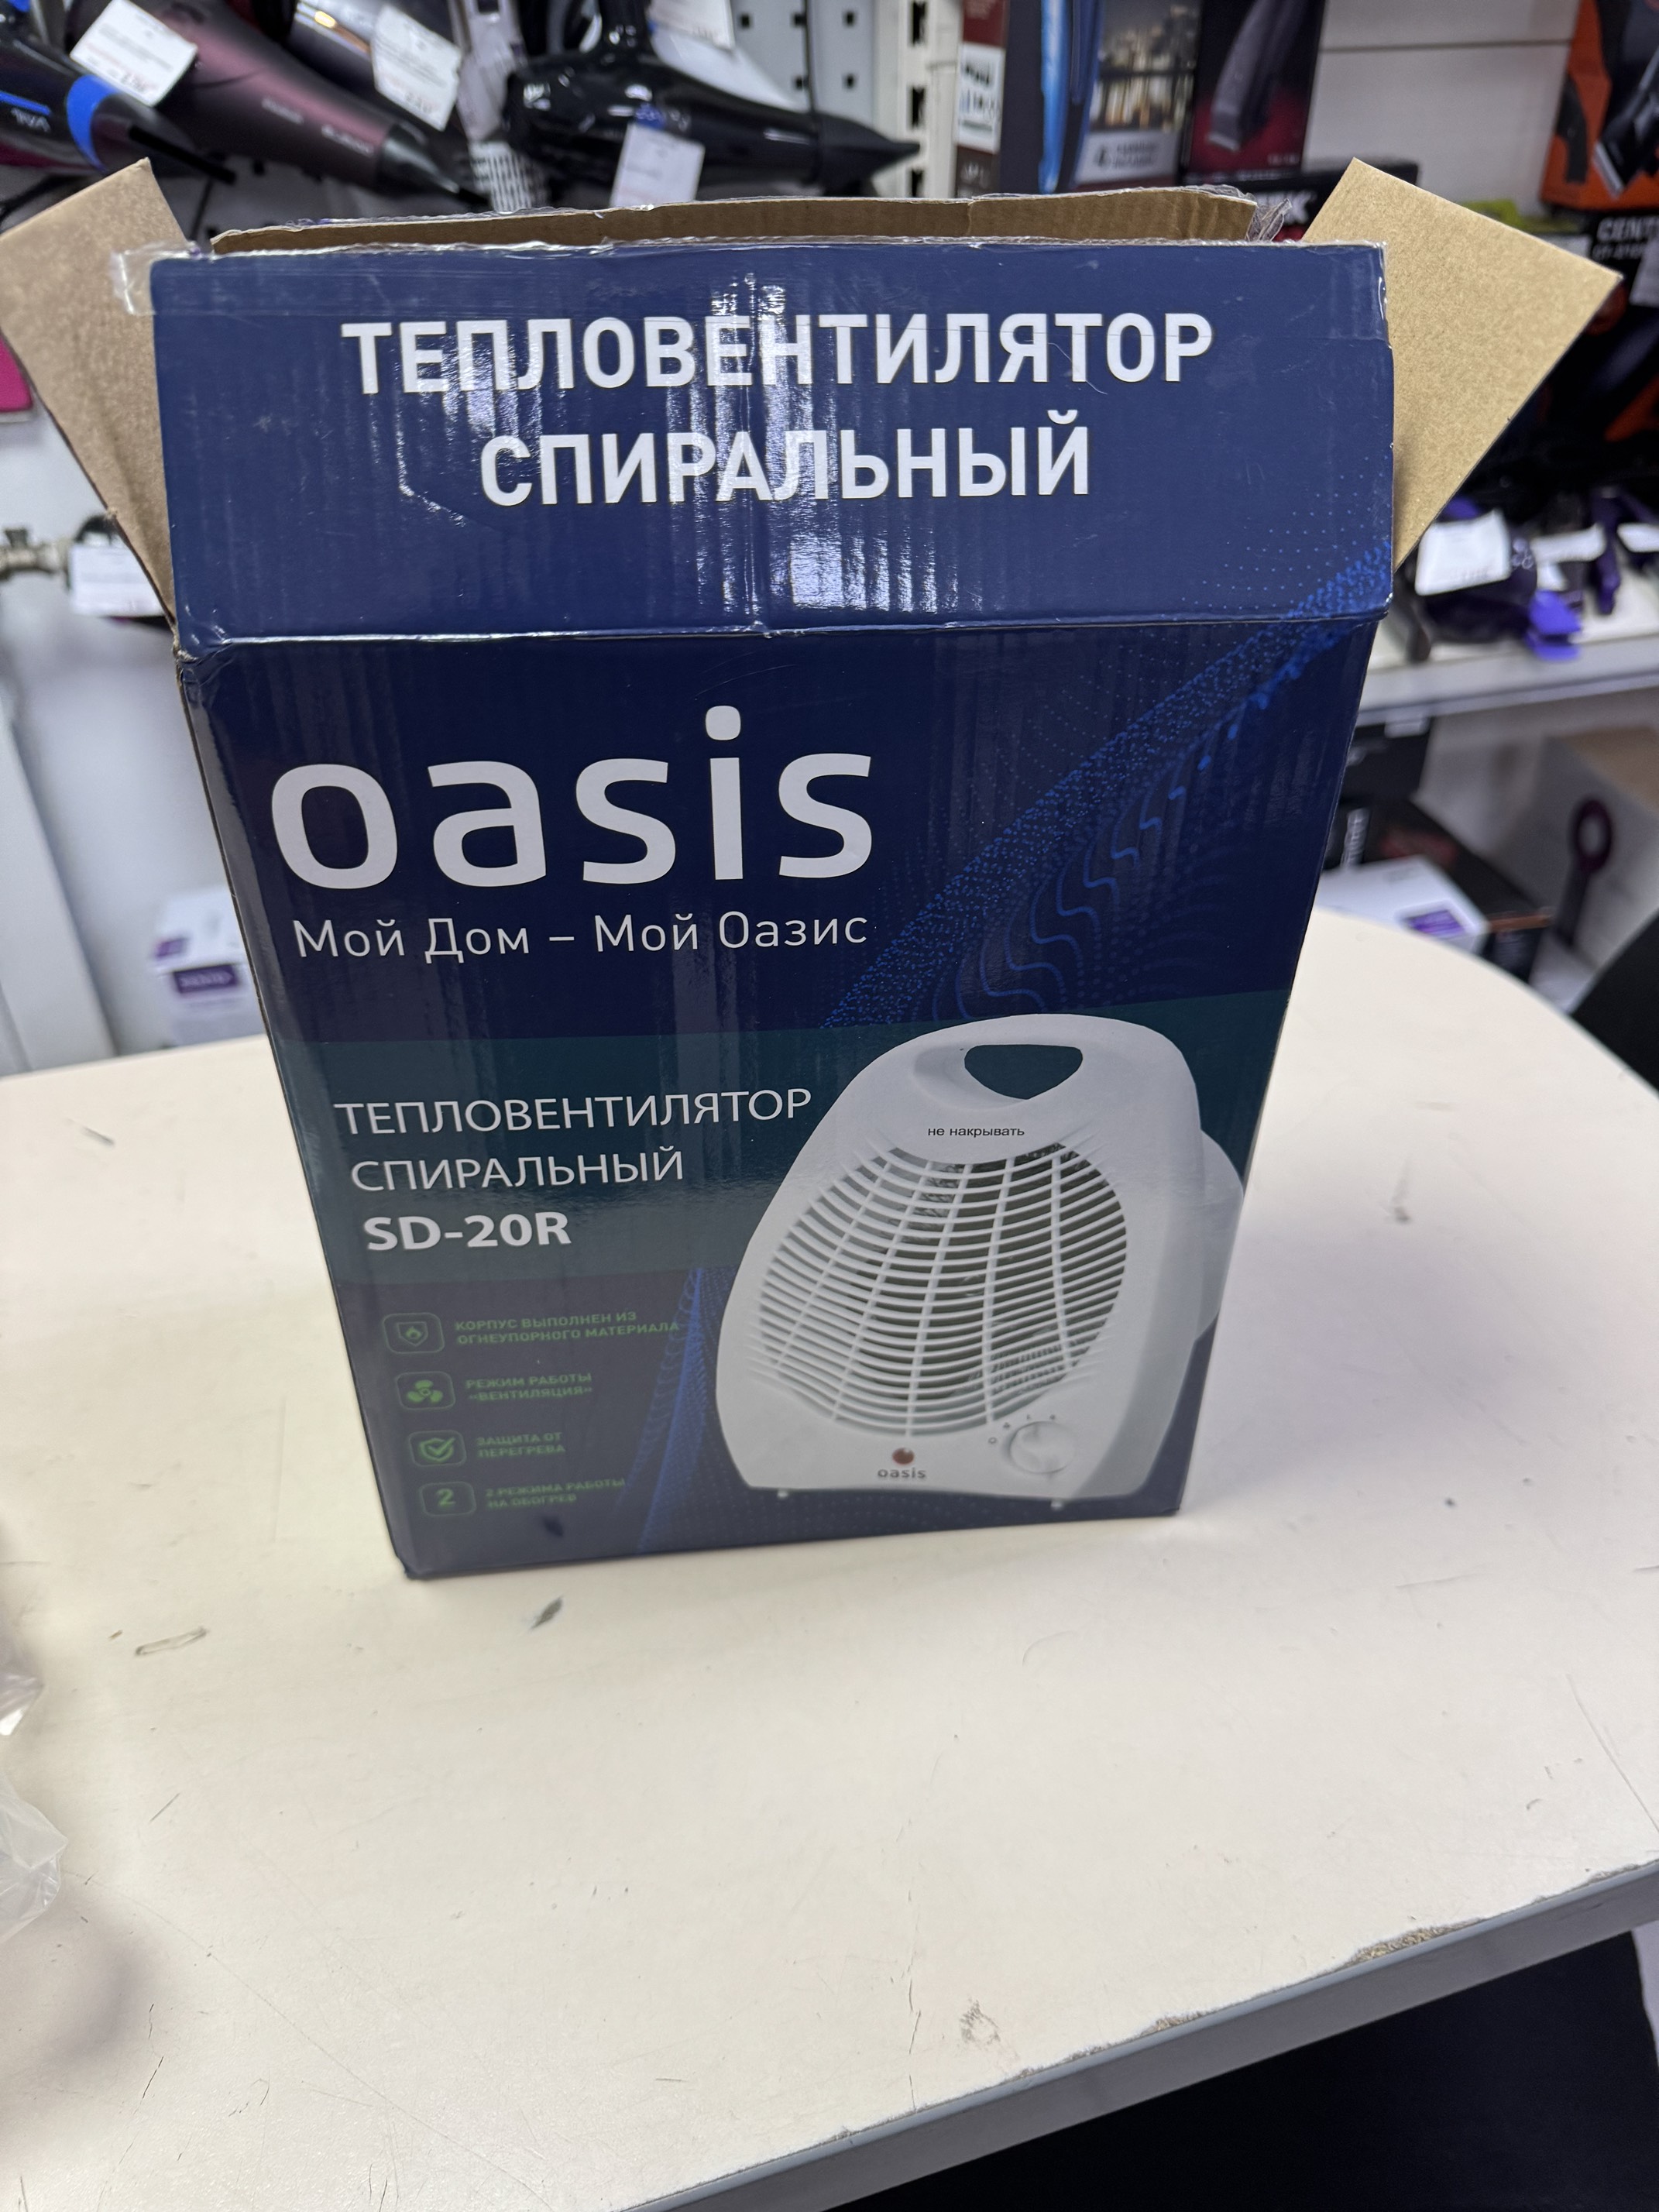 ТЕПЛОВЕНТИЛЯТОР
СПИРАЛЬНЫЙ
oasis
Мой Дом – Мой Оазис
ТЕПЛОВЕНТИЛЯТОР
СПИРАЛЬНЫЙ
SD-20R
не накрывать
КОРПУС ВЫПОЛНЕН ИЗ
ОГНЕУПОРНОГО МАТЕРИАЛА
РЕЖИМ РАБОТЫ
«ВЕНТИЛЯЦИЯ»
ЗАЩИТА ОТ
ПЕРЕГРЕВА
2
2 РЕЖИМА РАБОТЫ
НА ОБОГРЕВ
oasis
CENT